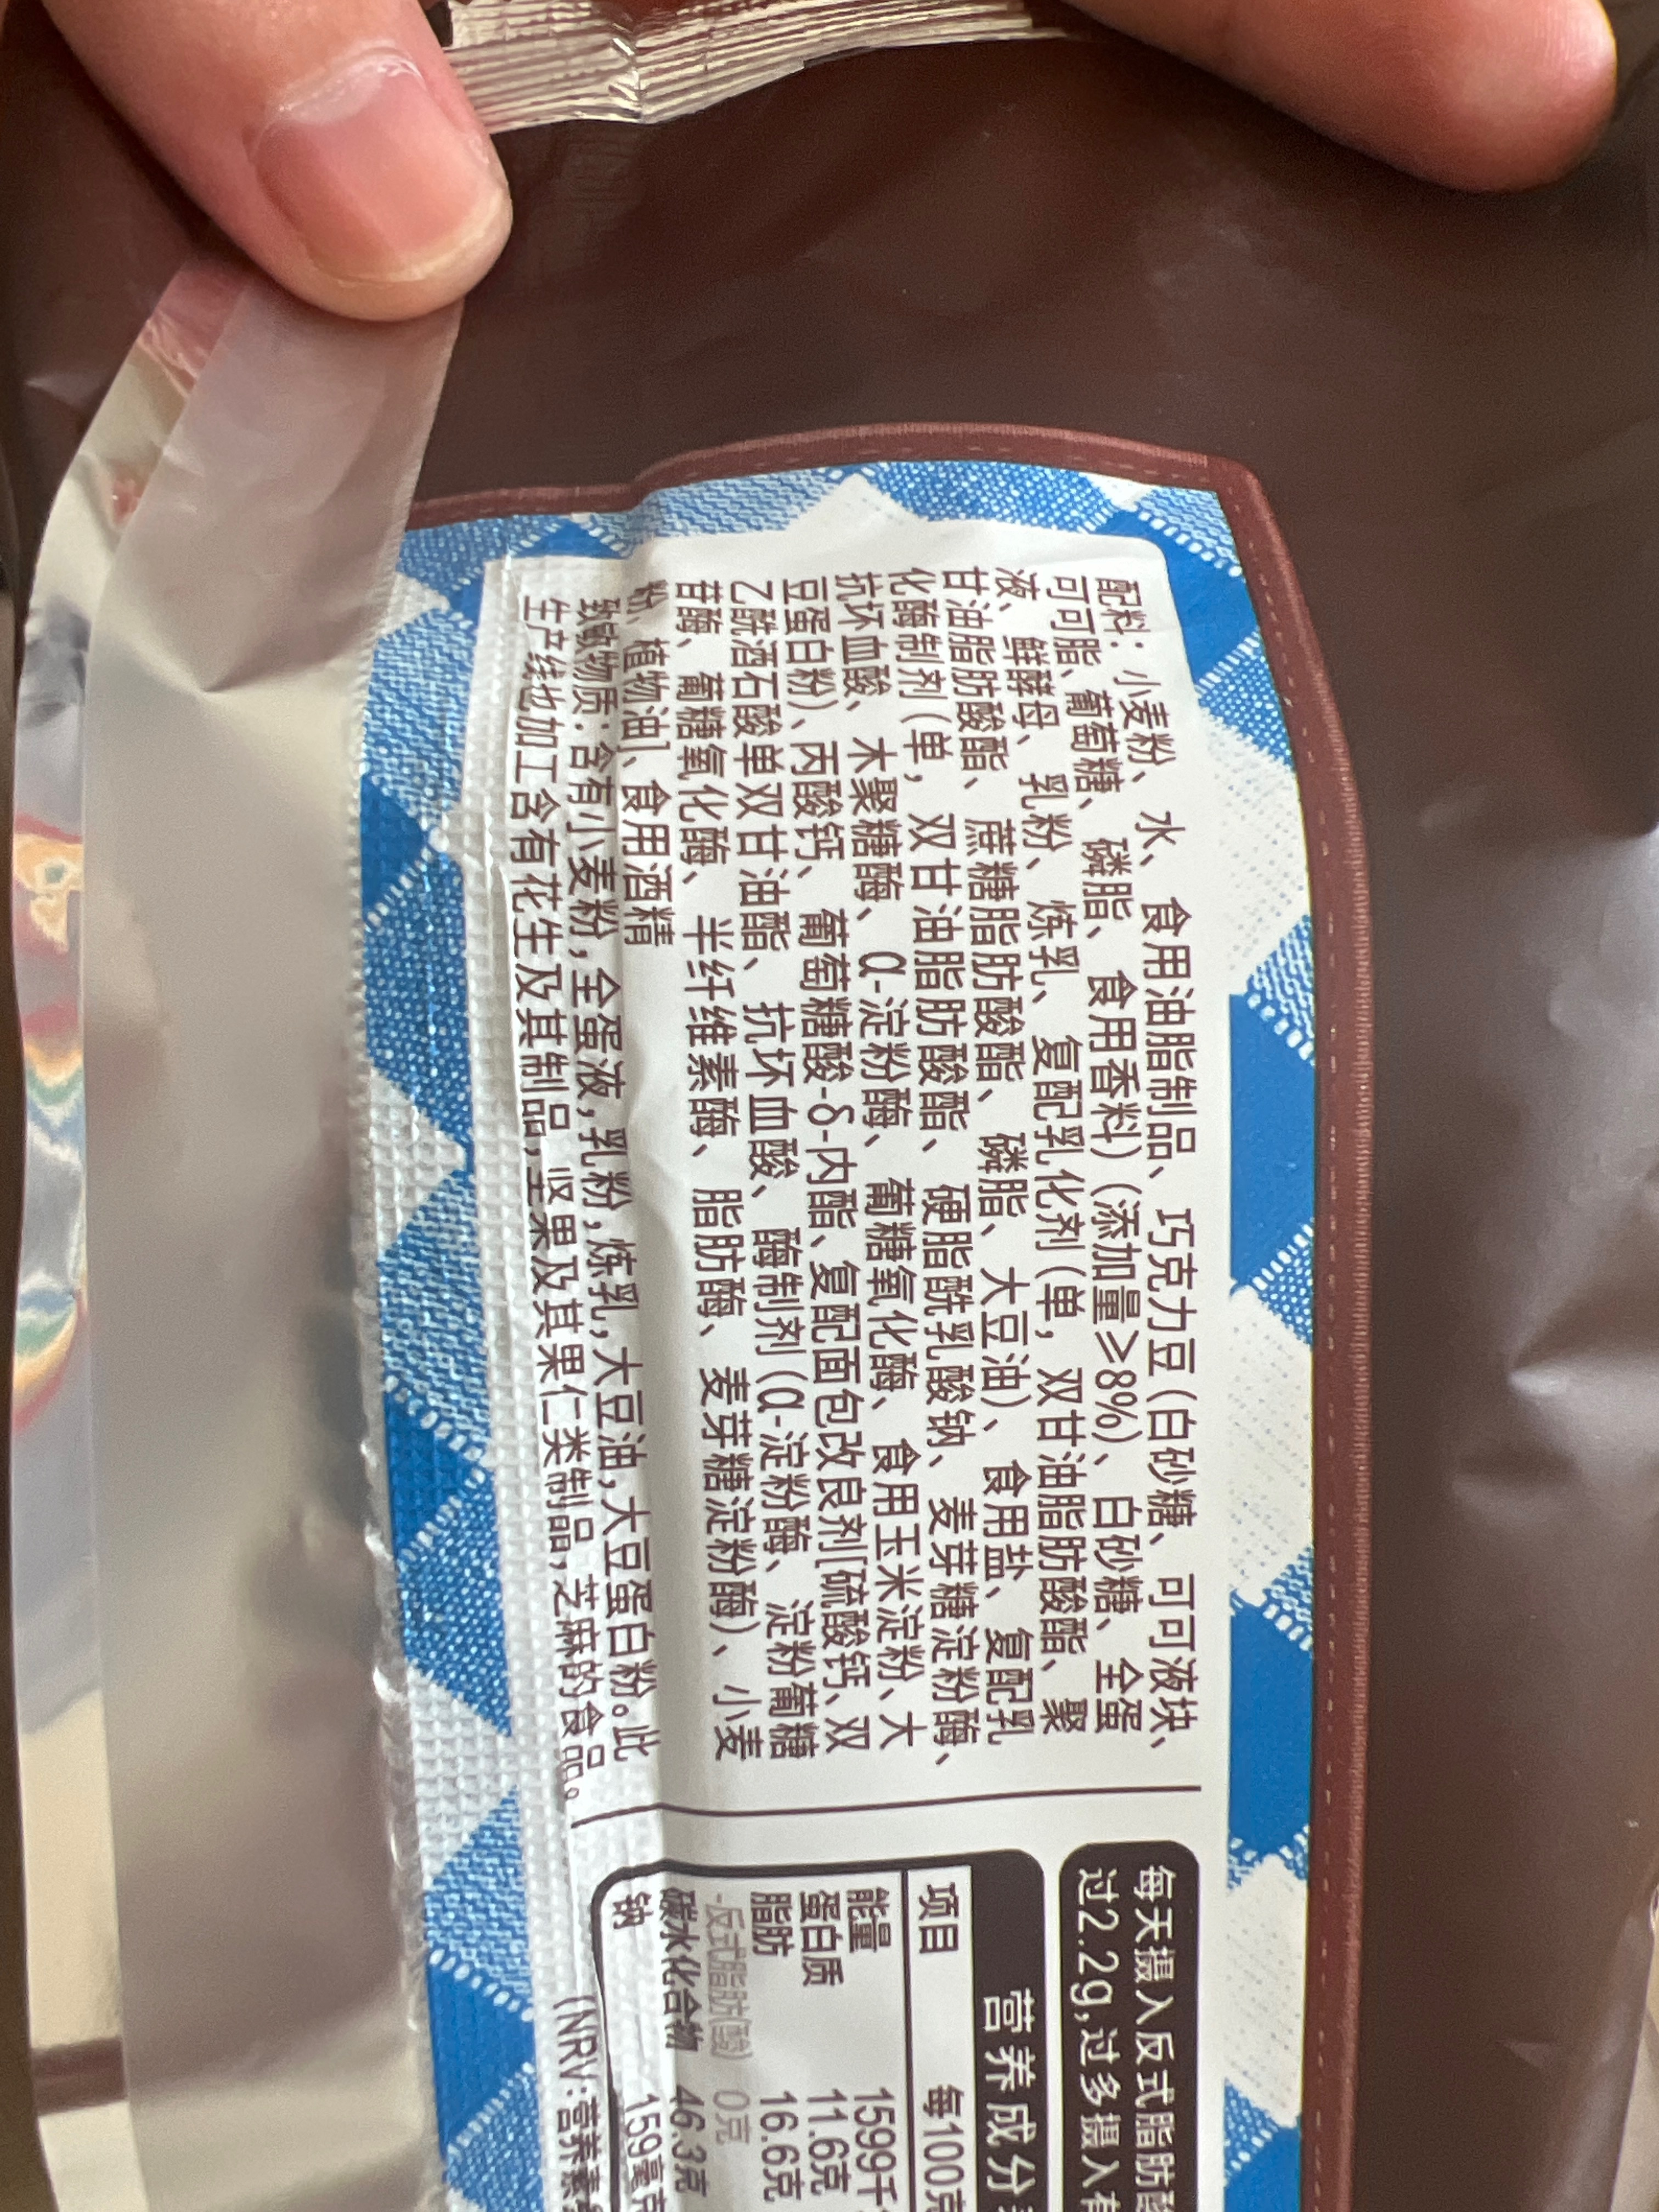 配料：小麦粉、水、食用油脂制品、巧克力豆（白砂糖、可可液块、
可可脂、葡萄糖、磷脂、食用香料）（添加量≥8%）、白砂糖、全蛋
液、鲜酵母、乳粉、炼乳、复配乳化剂（单，双甘油脂肪酸酯、聚
甘油脂肪酸酯、蔗糖脂肪酸酯、磷脂、大豆油）、食用盐、复配乳
化酶制剂（单，双甘油脂肪酸酯、硬脂酰乳酸钠、麦芽糖淀粉酶、
抗坏血酸、木聚糖酶、α-淀粉酶、葡糖氧化酶、食用玉米淀粉、大
豆蛋白粉）、丙酸钙、葡萄糖酸-δ-内酯、复配面包改良剂[硫酸钙、双
乙酰酒石酸单双甘油酯、抗坏血酸、酶制剂（α-淀粉酶、淀粉葡糖
苷酶、葡糖氧化酶、半纤维素酶、脂肪酶、麦芽糖淀粉酶）、小麦
粉、植物油]、食用酒精
致敏物质：含有小麦粉,全蛋液,乳粉,炼乳,大豆油,大豆蛋白粉。此
生产线也加工含有花生及其制品,坚果及其果仁类制品,芝麻的食品。
每天摄入反式脂肪
过2.2g,过多摄入有
营养成分
项目 每100克
能量 1599千
蛋白质 11.6克
脂肪 16.6克
-反式脂肪(酸) 0克
碳水化合物 46.3克
钠 159毫克
(NRV:营养素